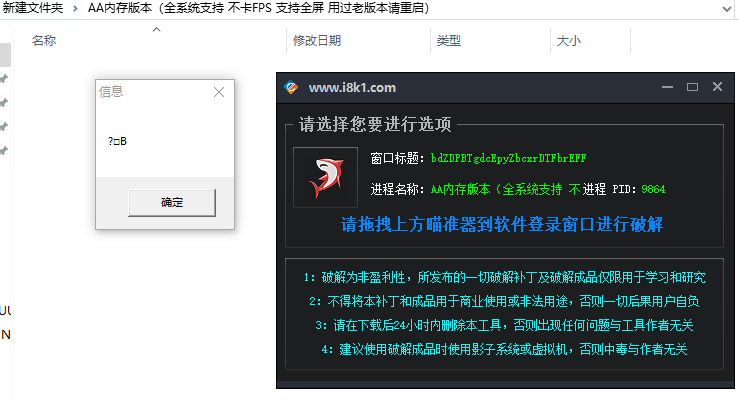 新建文件夹 › AA内存版本（全系统支持 不卡FPS 支持全屏 用过老版本请重启）
名称 修改日期 类型 大小
信息
?□B
确定
www.i8k1.com
请选择您要进行选项
窗口标题：bdZDPBTgdcEpyZbcxrDTFbrEFF
进程名称：AA内存版本（全系统支持 不 进程 PID：9864
请拖拽上方瞄准器到软件登录窗口进行破解
1：破解为非盈利性，所发布的一切破解补丁及破解成品仅限用于学习和研究
2：不得将本补丁和成品用于商业使用或非法用途，否则一切后果用户自负
3：请在下载后24小时内删除本工具，否则出现任何问题与工具作者无关
4：建议使用破解成品时使用影子系统或虚拟机，否则中毒与作者无关